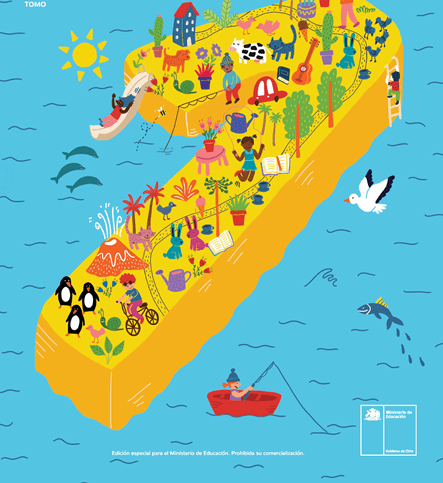 TOMO
Edición especial para el Ministerio de Educación. Prohibida su comercialización.
Ministerio de
Educación
Gobierno de Chile